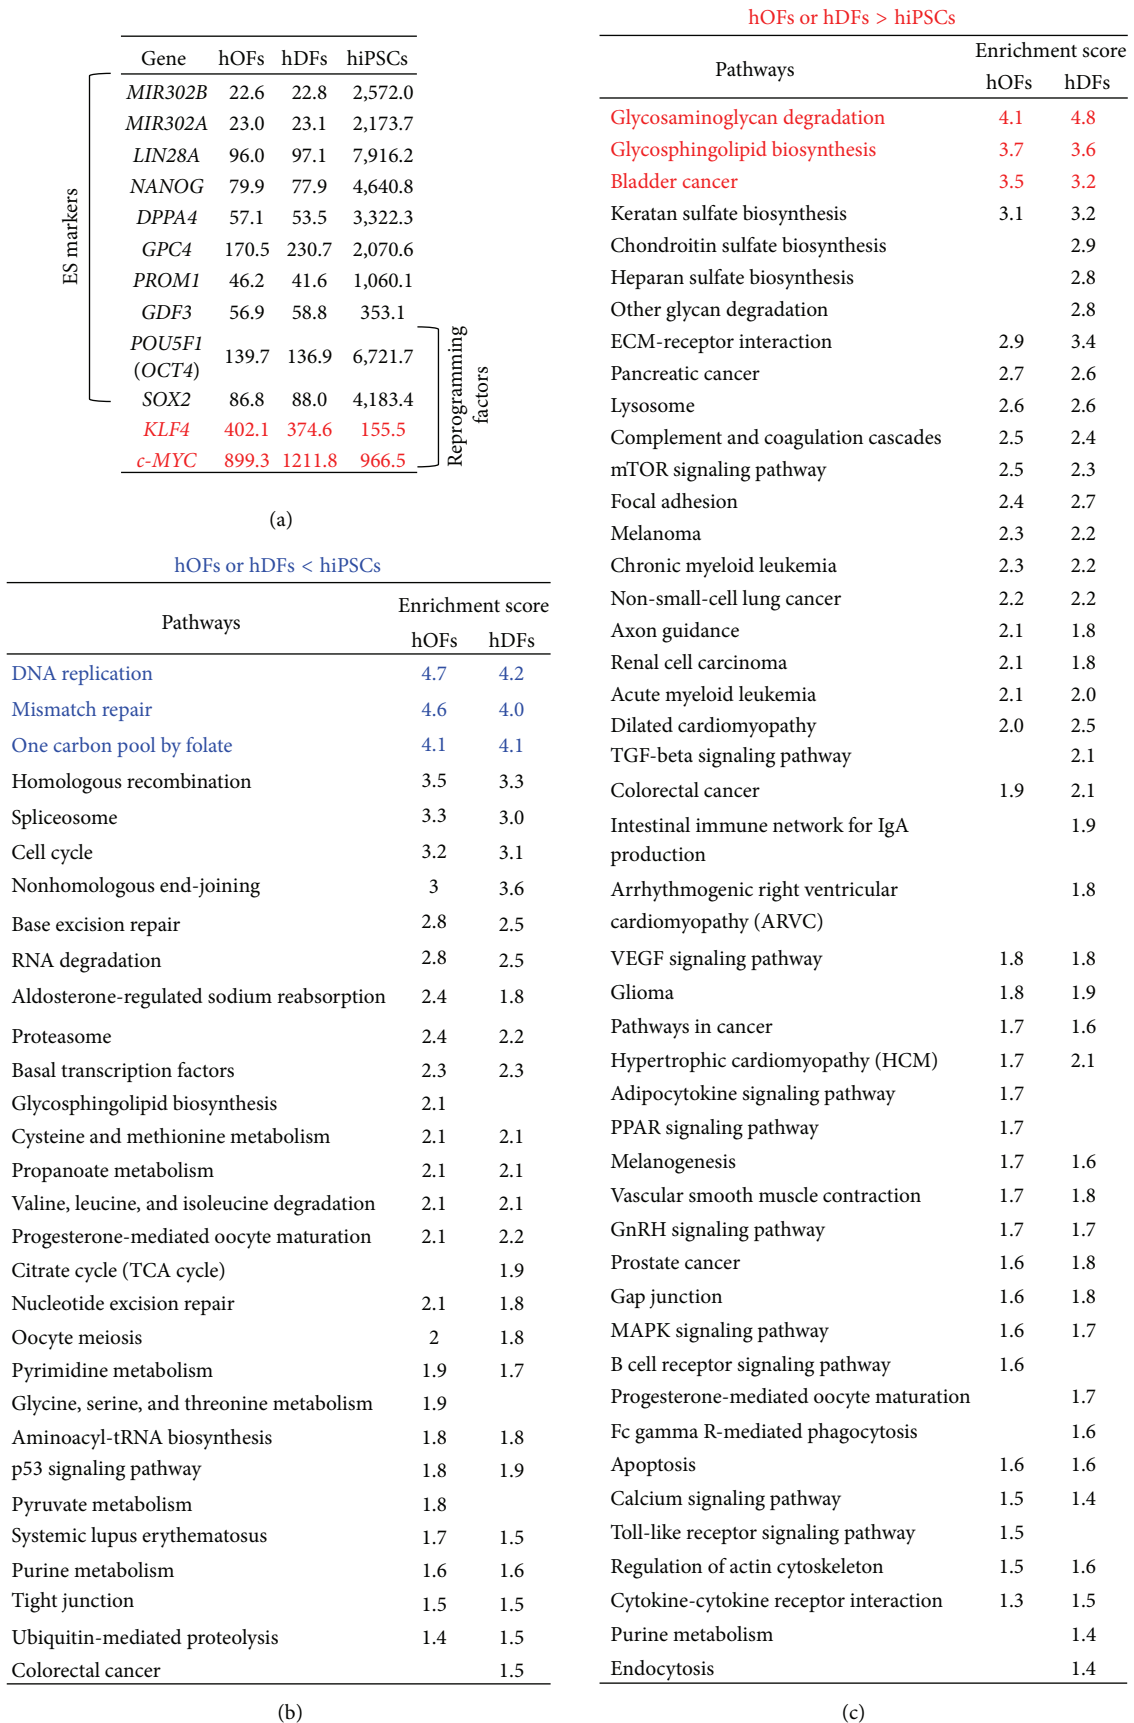 Gene hOFs hDFs hiPSCs
MIR302B 22.6 22.8 2,572.0
MIR302A 23.0 23.1 2,173.7
LIN28A 96.0 97.1 7,916.2
NANOG 79.9 77.9 4,640.8
DPPA4 57.1 53.5 3,322.3
GPC4 170.5 230.7 2,070.6
PROM1 46.2 41.6 1,060.1
GDF3 56.9 58.8 353.1
POU5F1
(OCT4) 139.7 136.9 6,721.7
SOX2 86.8 88.0 4,183.4
KLF4 402.1 374.6 155.5
c-MYC 899.3 1211.8 966.5
ES markers
Reprogramming
factors
(a)
hOFs or hDFs < hiPSCs
Pathways Enrichment score
hOFs hDFs
DNA replication 4.7 4.2
Mismatch repair 4.6 4.0
One carbon pool by folate 4.1 4.1
Homologous recombination 3.5 3.3
Spliceosome 3.3 3.0
Cell cycle 3.2 3.1
Nonhomologous end-joining 3 3.6
Base excision repair 2.8 2.5
RNA degradation 2.8 2.5
Aldosterone-regulated sodium reabsorption 2.4 1.8
Proteasome 2.4 2.2
Basal transcription factors 2.3 2.3
Glycosphingolipid biosynthesis 2.1
Cysteine and methionine metabolism 2.1 2.1
Propanoate metabolism 2.1 2.1
Valine, leucine, and isoleucine degradation 2.1 2.1
Progesterone-mediated oocyte maturation 2.1 2.2
Citrate cycle (TCA cycle) 1.9
Nucleotide excision repair 2.1 1.8
Oocyte meiosis 2 1.8
Pyrimidine metabolism 1.9 1.7
Glycine, serine, and threonine metabolism 1.9
Aminoacyl-tRNA biosynthesis 1.8 1.8
p53 signaling pathway 1.8 1.9
Pyruvate metabolism 1.8
Systemic lupus erythematosus 1.7 1.5
Purine metabolism 1.6 1.6
Tight junction 1.5 1.5
Ubiquitin-mediated proteolysis 1.4 1.5
Colorectal cancer 1.5
(b)
hOFs or hDFs > hiPSCs
Pathways Enrichment score
hOFs hDFs
Glycosaminoglycan degradation 4.1 4.8
Glycosphingolipid biosynthesis 3.7 3.6
Bladder cancer 3.5 3.2
Keratan sulfate biosynthesis 3.1 3.2
Chondroitin sulfate biosynthesis 2.9
Heparan sulfate biosynthesis 2.8
Other glycan degradation 2.8
ECM-receptor interaction 2.9 3.4
Pancreatic cancer 2.7 2.6
Lysosome 2.6 2.6
Complement and coagulation cascades 2.5 2.4
mTOR signaling pathway 2.5 2.3
Focal adhesion 2.4 2.7
Melanoma 2.3 2.2
Chronic myeloid leukemia 2.3 2.2
Non-small-cell lung cancer 2.2 2.2
Axon guidance 2.1 1.8
Renal cell carcinoma 2.1 1.8
Acute myeloid leukemia 2.1 2.0
Dilated cardiomyopathy 2.0 2.5
TGF-beta signaling pathway 2.1
Colorectal cancer 1.9 2.1
Intestinal immune network for IgA 1.9
production
Arrhythmogenic right ventricular 1.8
cardiomyopathy (ARVC)
VEGF signaling pathway 1.8 1.8
Glioma 1.8 1.9
Pathways in cancer 1.7 1.6
Hypertrophic cardiomyopathy (HCM) 1.7 2.1
Adipocytokine signaling pathway 1.7
PPAR signaling pathway 1.7
Melanogenesis 1.7 1.6
Vascular smooth muscle contraction 1.7 1.8
GnRH signaling pathway 1.7 1.7
Prostate cancer 1.6 1.8
Gap junction 1.6 1.8
MAPK signaling pathway 1.6 1.7
B cell receptor signaling pathway 1.6
Progesterone-mediated oocyte maturation 1.7
Fc gamma R-mediated phagocytosis 1.6
Apoptosis 1.6 1.6
Calcium signaling pathway 1.5 1.4
Toll-like receptor signaling pathway 1.5
Regulation of actin cytoskeleton 1.5 1.6
Cytokine-cytokine receptor interaction 1.3 1.5
Purine metabolism 1.4
Endocytosis 1.4
(c)